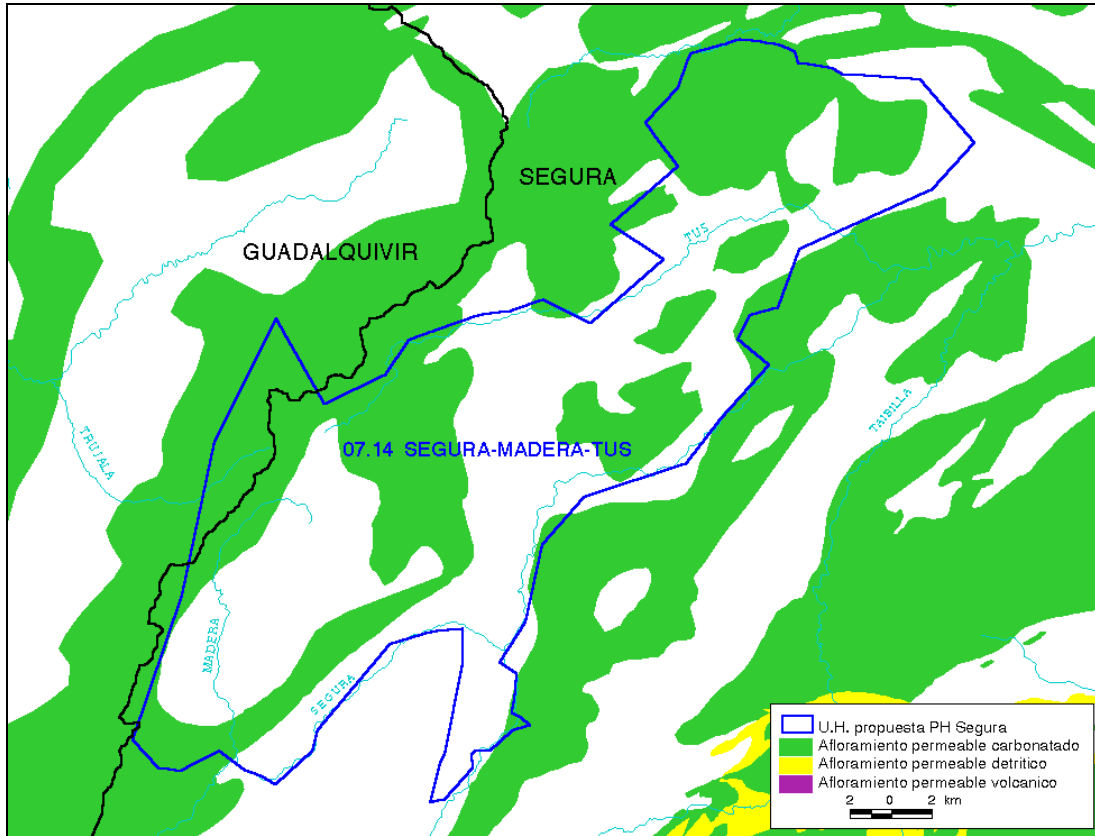 SEGURA
TUS
GUADALQUIVIR
TAIBILLA
07.14 SEGURA-MADERA-TUS
TRUJALA
MADERA
SEGURA
U.H. propuesta PH Segura
Afloramiento permeable carbonatado
Afloramiento permeable detritico
Afloramiento permeable volcanico
2 0 2 km